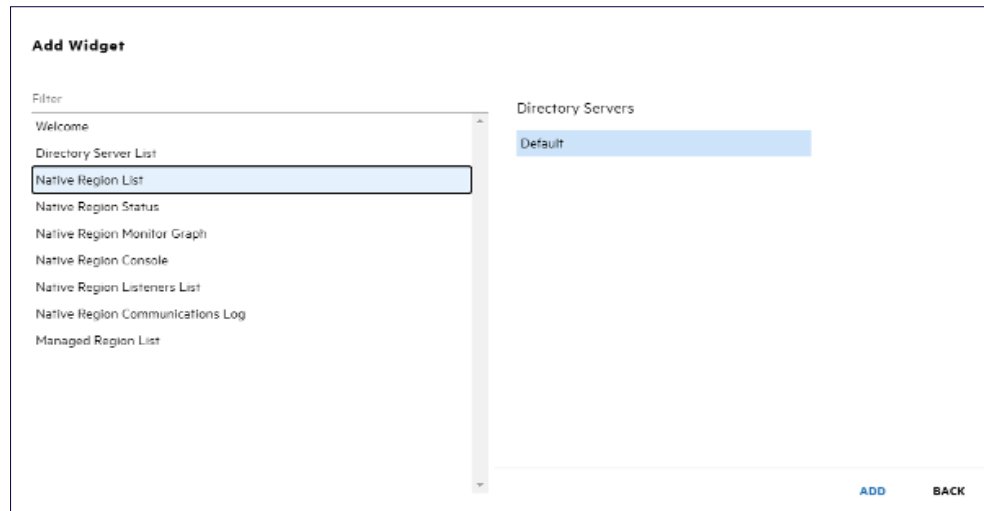 Add Widget
Filter
Welcome
Directory Server List
Native Region List
Native Region Status
Native Region Monitor Graph
Native Region Console
Native Region Listeners List
Native Region Communications Log
Managed Region List
Directory Servers
Default
ADD
BACK